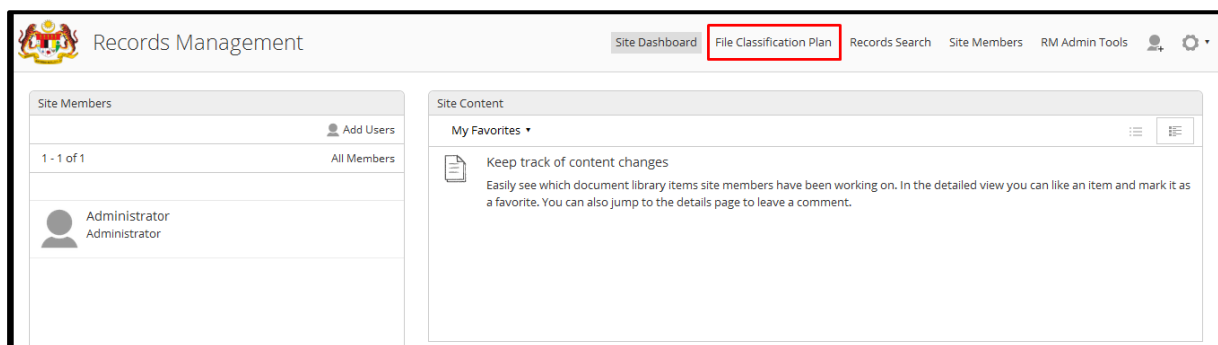 Records Management
Site Dashboard File Classification Plan Records Search Site Members RM Admin Tools
Site Members
Add Users
1 - 1 of 1 All Members
Administrator
Administrator
Site Content
My Favorites
Keep track of content changes
Easily see which document library items site members have been working on. In the detailed view you can like an item and mark it as
a favorite. You can also jump to the details page to leave a comment.